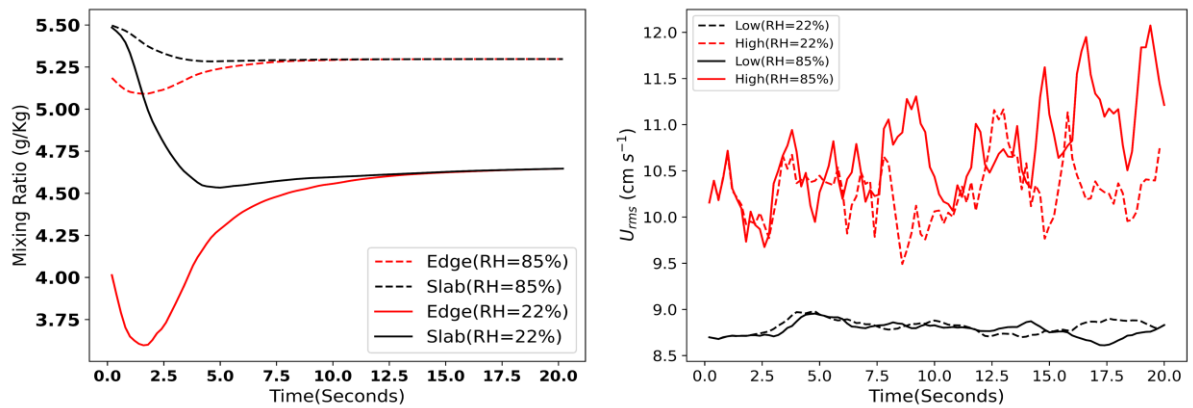 5.50
5.25
5.00
4.75
4.50
4.25
4.00
3.75
Mixing Ratio (g/Kg)
Edge(RH=85%)
Slab(RH=85%)
Edge(RH=22%)
Slab(RH=22%)
0.0 2.5 5.0 7.5 10.0 12.5 15.0 17.5 20.0
Time(Seconds)
12.0
11.5
11.0
10.5
10.0
9.5
9.0
8.5
U_rms (cm s⁻¹)
Low(RH=22%)
High(RH=22%)
Low(RH=85%)
High(RH=85%)
0.0 2.5 5.0 7.5 10.0 12.5 15.0 17.5 20.0
Time(Seconds)